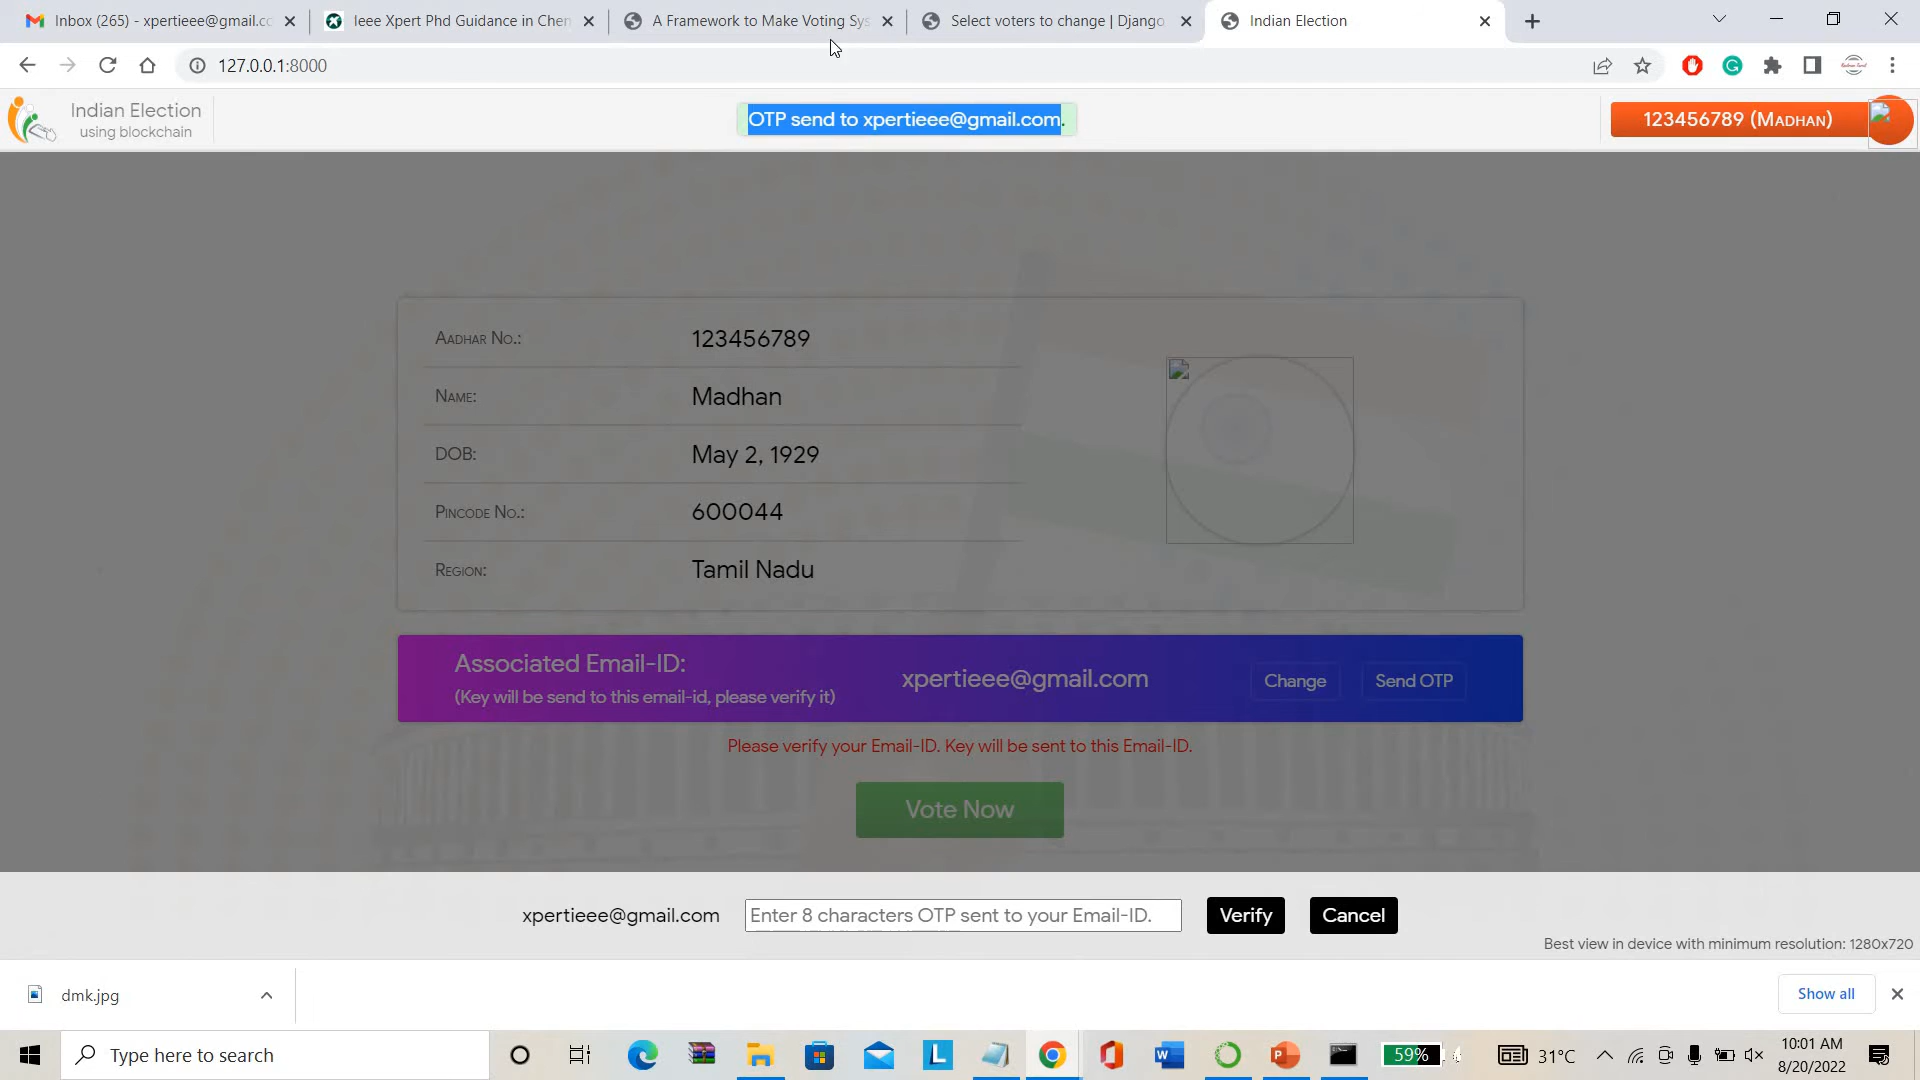 Inbox (265) - xpertieee@gmail.cc
Ieee Xpert Phd Guidance in Chen
A Framework to Make Voting Sys
Select voters to change | Django
Indian Election
127.0.0.1:8000
Indian Election
using blockchain
OTP send to xpertieee@gmail.com.
123456789 (Madhan)
Aadhar No.: 123456789
Name: Madhan
DOB: May 2, 1929
Pincode No.: 600044
Region: Tamil Nadu
Associated Email-ID:
(Key will be send to this email-id, please verify it)
xpertieee@gmail.com
Change
Send OTP
Please verify your Email-ID. Key will be sent to this Email-ID.
Vote Now
xpertieee@gmail.com
Enter 8 characters OTP sent to your Email-ID.
Verify
Cancel
Best view in device with minimum resolution: 1280x720
dmk.jpg
Show all
Type here to search
59%
31°C
10:01 AM
8/20/2022